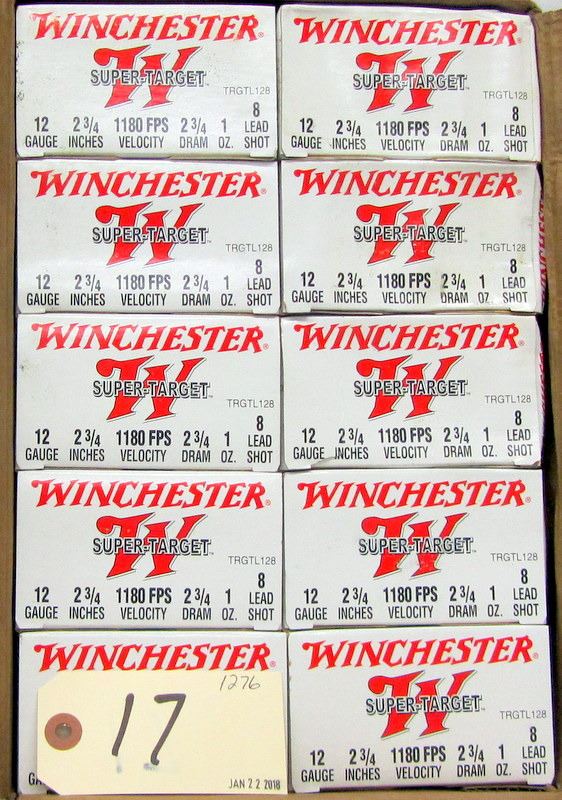 WINCHESTER®
SUPER-TARGET™
TRGTL128
12 2 3/4 1180 FPS 2 3/4 1 8
GAUGE INCHES VELOCITY DRAM OZ. LEAD SHOT
WINCHESTER
SUPER-TARGET™
TRGTL128
12 2 3/4 1180 FPS 2 3/4 1 8
GAUGE INCHES VELOCITY DRAM OZ. LEAD SHOT
WINCHESTER®
SUPER-TARGET™
TRGTL128
12 2 3/4 1180 FPS 2 3/4 1 8
GAUGE INCHES VELOCITY DRAM OZ. LEAD SHOT
WINCHESTER®
SUPER-TARGET™
TRGTL128
12 2 3/4 1180 FPS 2 3/4 1 8
GAUGE INCHES VELOCITY DRAM OZ. LEAD SHOT
WINCHESTER®
SUPER-TARGET™
TRGTL128
12 2 3/4 1180 FPS 2 3/4 1 8
GAUGE INCHES VELOCITY DRAM OZ. LEAD SHOT
WINCHESTER®
SUPER-TARGET™
TRGTL128
12 2 3/4 1180 FPS 2 3/4 1 8
GAUGE INCHES VELOCITY DRAM OZ. LEAD SHOT
WINCHESTER®
SUPER-TARGET™
TRGTL128
12 2 3/4 1180 FPS 2 3/4 1 8
GAUGE INCHES VELOCITY DRAM OZ. LEAD SHOT
WINCHESTER®
SUPER-TARGET™
TRGTL128
12 2 3/4 1180 FPS 2 3/4 1 8
GAUGE INCHES VELOCITY DRAM OZ. LEAD SHOT
WINCHESTER
1276
17
GA
JAN 22 2018
WINCHESTER®
SUPER-TARGET™
TRGTL128
12 2 3/4 1180 FPS 2 3/4 1 8
GAUGE INCHES VELOCITY DRAM OZ. LEAD SHOT